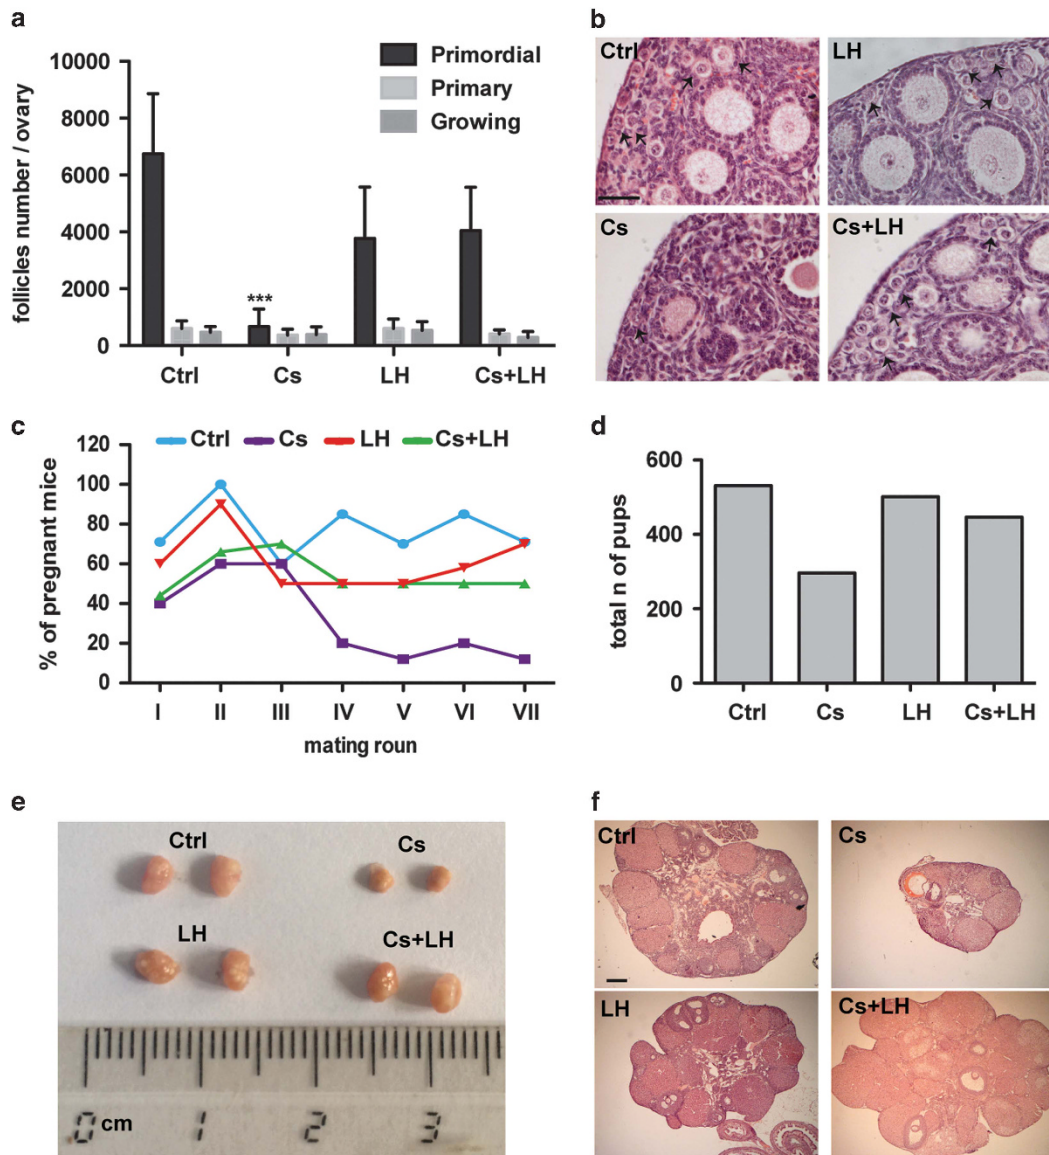 a
follicles number / ovary
10000
8000
6000
4000
2000
0
Primordial
Primary
Growing
***
Ctrl Cs LH Cs+LH
b
Ctrl LH
Cs Cs+LH
c
Ctrl Cs LH Cs+LH
% of pregnant mice
120
100
80
60
40
20
0
I II III IV V VI VII
mating roun
d
total n of pups
600
400
200
0
Ctrl Cs LH Cs+LH
e
Ctrl Cs
LH Cs+LH
0 cm 1 2 3
f
Ctrl Cs
LH Cs+LH